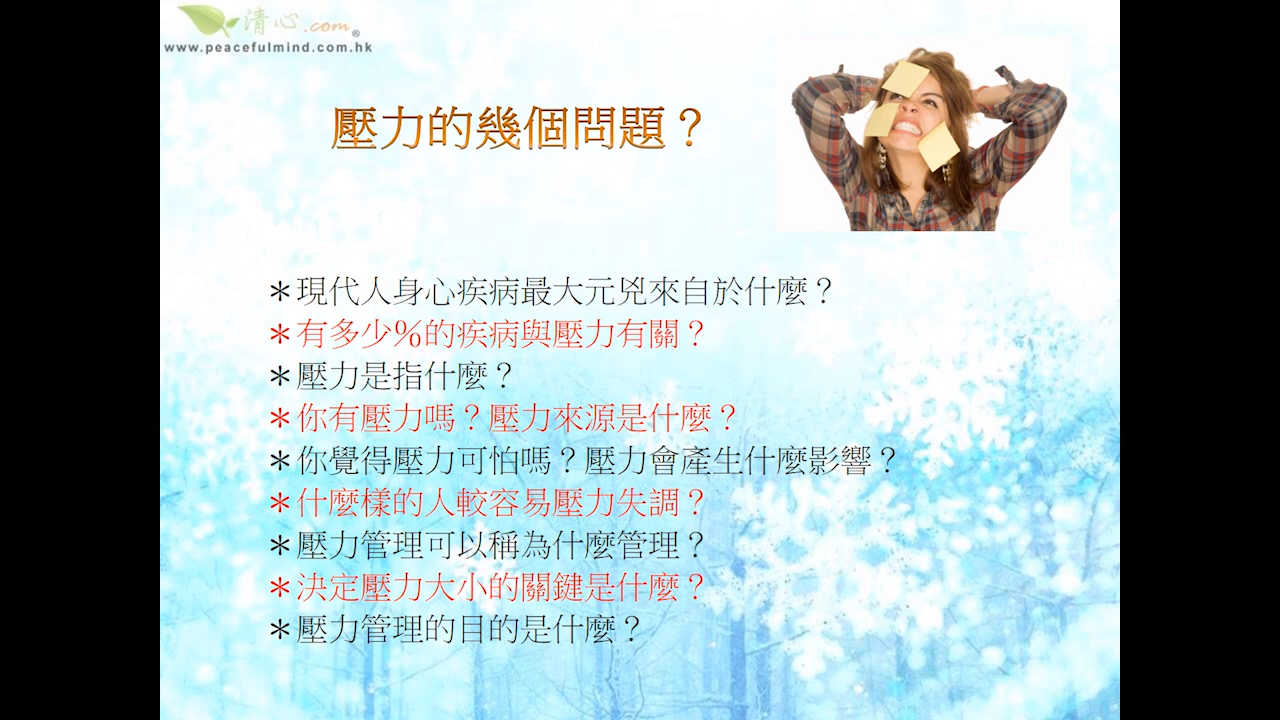 清心.com®
www.peacefulmind.com.hk
壓力的幾個問題？
＊現代人身心疾病最大元兇來自於什麼？
＊有多少%的疾病與壓力有關？
＊壓力是指什麼？
＊你有壓力嗎？壓力來源是什麼？
＊你覺得壓力可怕嗎？壓力會產生什麼影響？
＊什麼樣的人較容易壓力失調？
＊壓力管理可以稱為什麼管理？
＊決定壓力大小的關鍵是什麼？
＊壓力管理的目的是什麼？